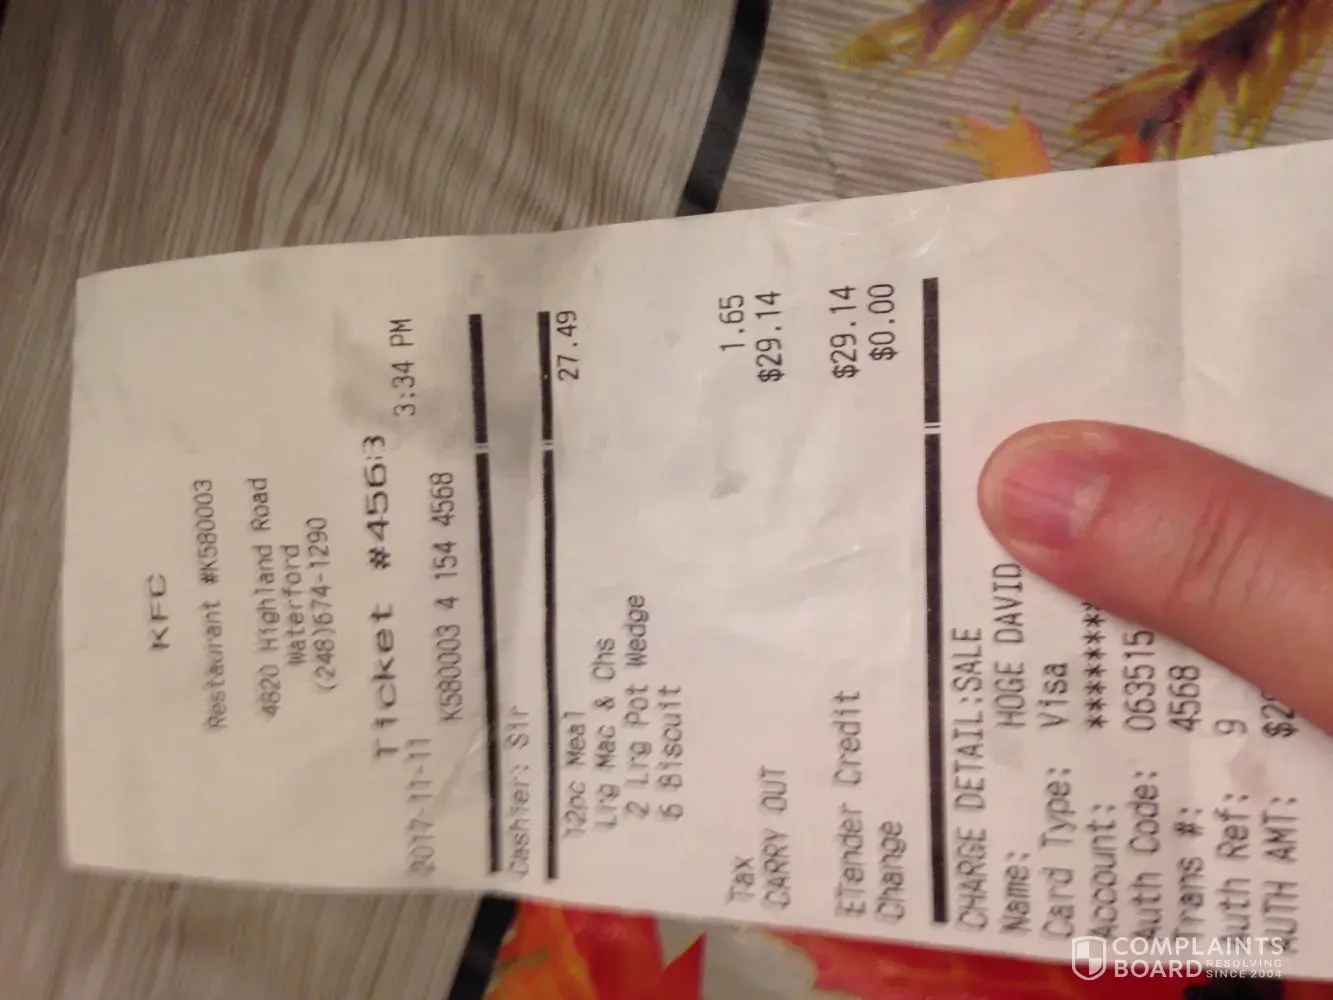 KFC
Restaurant #K580003
4820 Highland Road
Waterford
(248)674-1290
Ticket #4563
2017-11-11 3:34 PM
K580003 4 154 4568
Cashier: Sir
12pc Meal 27.49
Lrg Mac & Chs
2 Lrg Pot Wedge
6 Biscuit
Tax 1.65
CARRY OUT $29.14
ETender Credit $29.14
Change $0.00
CHARGE DETAIL:SALE
Name: HOGE DAVID
Card Type: Visa
Account: *******
Auth Code: 063515
Trans #: 4568
Auth Ref: 9
AUTH AMT:
COMPLAINTS
BOARD RESOLVING
SINCE 2004